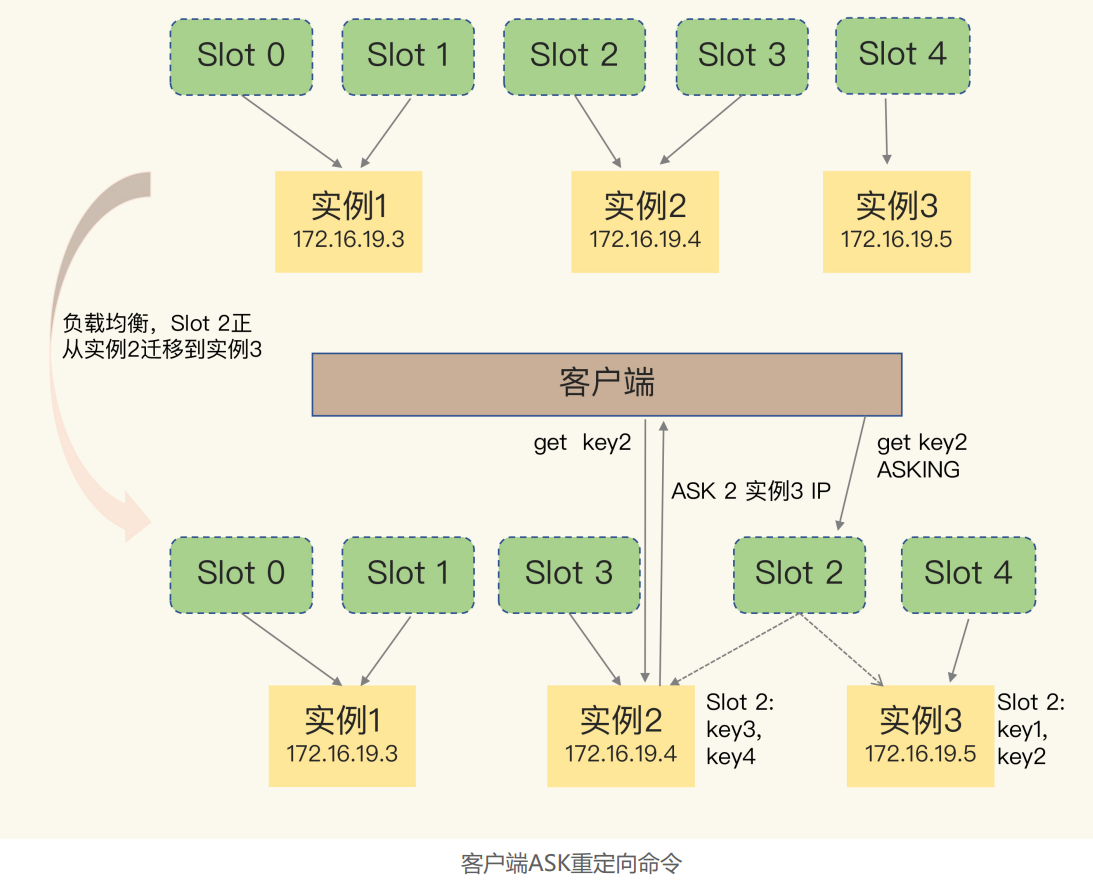 Slot 0
Slot 1
Slot 2
Slot 3
Slot 4
实例1
172.16.19.3
实例2
172.16.19.4
实例3
172.16.19.5
负载均衡，Slot 2正
从实例2迁移到实例3
客户端
get key2
ASK 2 实例3 IP
get key2
ASKING
Slot 0
Slot 1
Slot 3
Slot 2
Slot 4
实例1
172.16.19.3
实例2
172.16.19.4
Slot 2:
key3,
key4
实例3
172.16.19.5
Slot 2:
key1,
key2
客户端ASK重定向命令